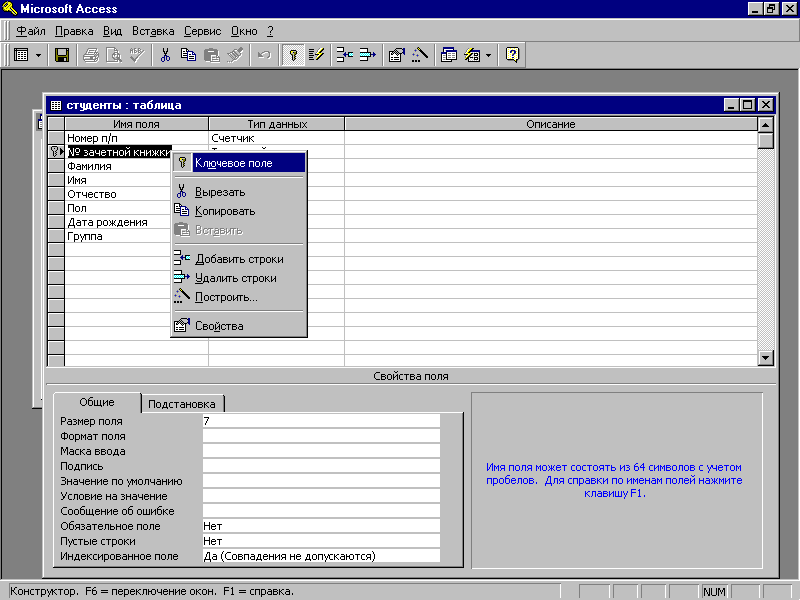 Microsoft Access
Файл Правка Вид Вставка Сервис Окно ?
студенты : таблица
Имя поля Тип данных Описание
Номер п/п Счетчик
№ зачетной книжки
Фамилия
Имя
Отчество
Пол
Дата рождения
Группа
Ключевое поле
Вырезать
Копировать
Вставить
Добавить строки
Удалить строки
Построить...
Свойства
Свойства поля
Общие Подстановка
Размер поля 7
Формат поля
Маска ввода
Подпись
Значение по умолчанию
Условие на значение
Сообщение об ошибке
Обязательное поле Нет
Пустые строки Нет
Индексированное поле Да (Совпадения не допускаются)
Имя поля может состоять из 64 символов с учетом
пробелов. Для справки по именам полей нажмите
клавишу F1.
Конструктор. F6 = переключение окон. F1 = справка. NUM